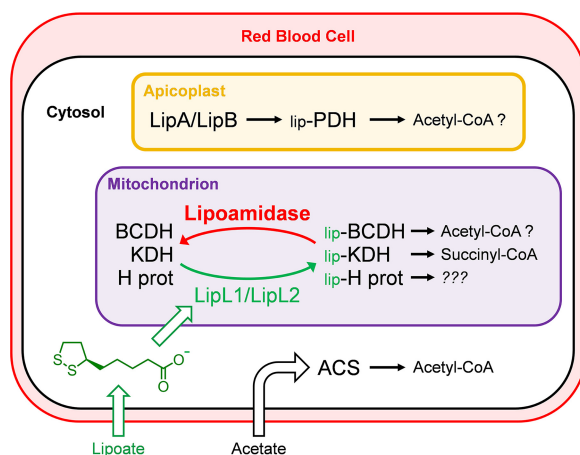 Red Blood Cell
Cytosol
Apicoplast
LipA/LipB
lip-PDH
Acetyl-CoA ?
Mitochondrion
Lipoamidase
BCDH
lip-BCDH
Acetyl-CoA ?
KDH
lip-KDH
Succinyl-CoA
H prot
lip-H prot
???
LipL1/LipL2
S
S
O
O⁻
ACS
Acetyl-CoA
Lipoate
Acetate